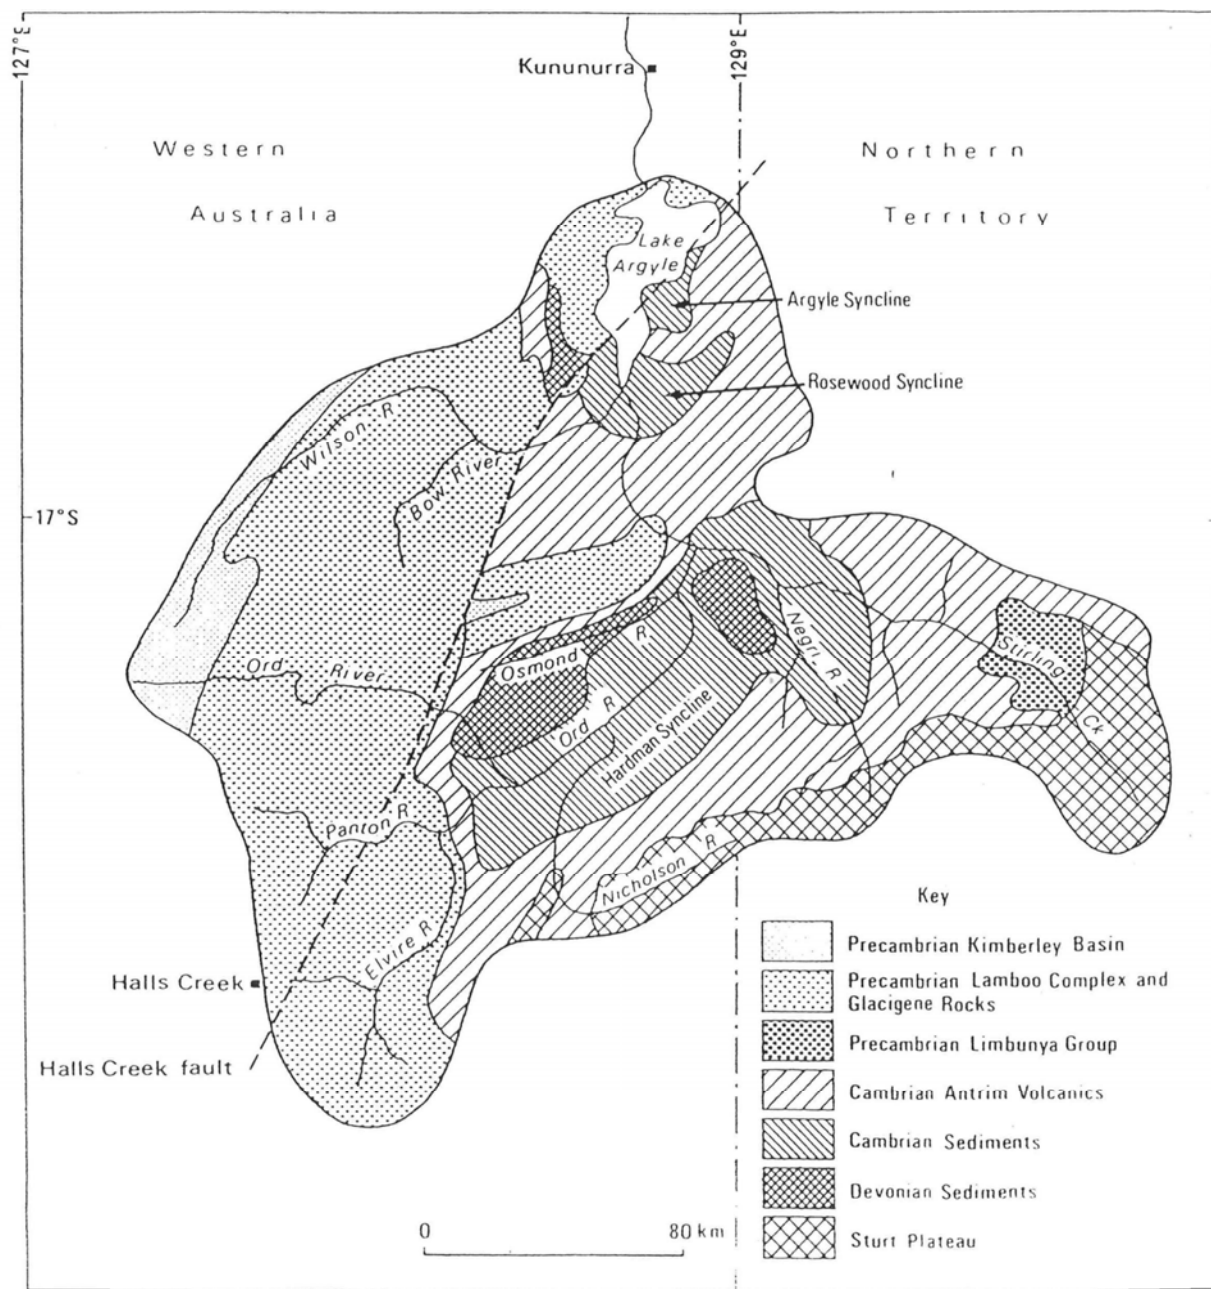 127°E
129°E
Kununurra
Western
Australia
Northern
Territory
Lake
Argyle
Argyle Syncline
Rosewood Syncline
Wilson R
Bow River
17°S
Ord River
Osmond R
Ord R
Hardman Syncline
Negri R
Stirling Ck
Panton R
Nicholson R
Elvire R
Halls Creek
Halls Creek fault
Key
Precambrian Kimberley Basin
Precambrian Lamboo Complex and
Glacigene Rocks
Precambrian Limbunya Group
Cambrian Antrim Volcanics
Cambrian Sediments
Devonian Sediments
Sturt Plateau
0 80 km